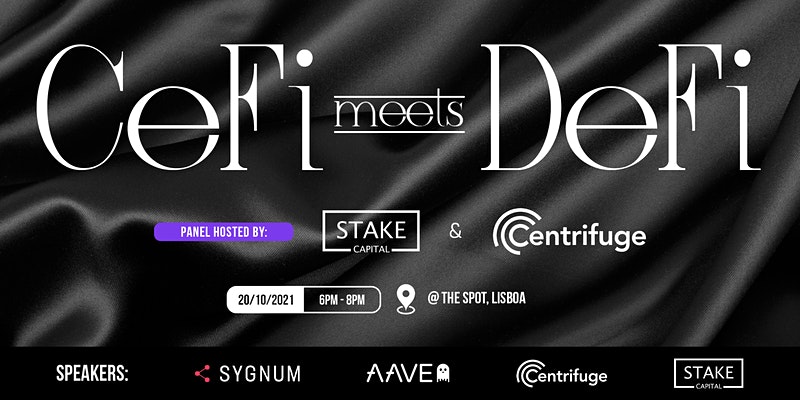 CeFi meets DeFi
PANEL HOSTED BY: STAKE CAPITAL & Centrifuge
20/10/2021 6PM - 8PM @ THE SPOT, LISBOA
SPEAKERS: SYGNUM AAVE Centrifuge STAKE CAPITAL